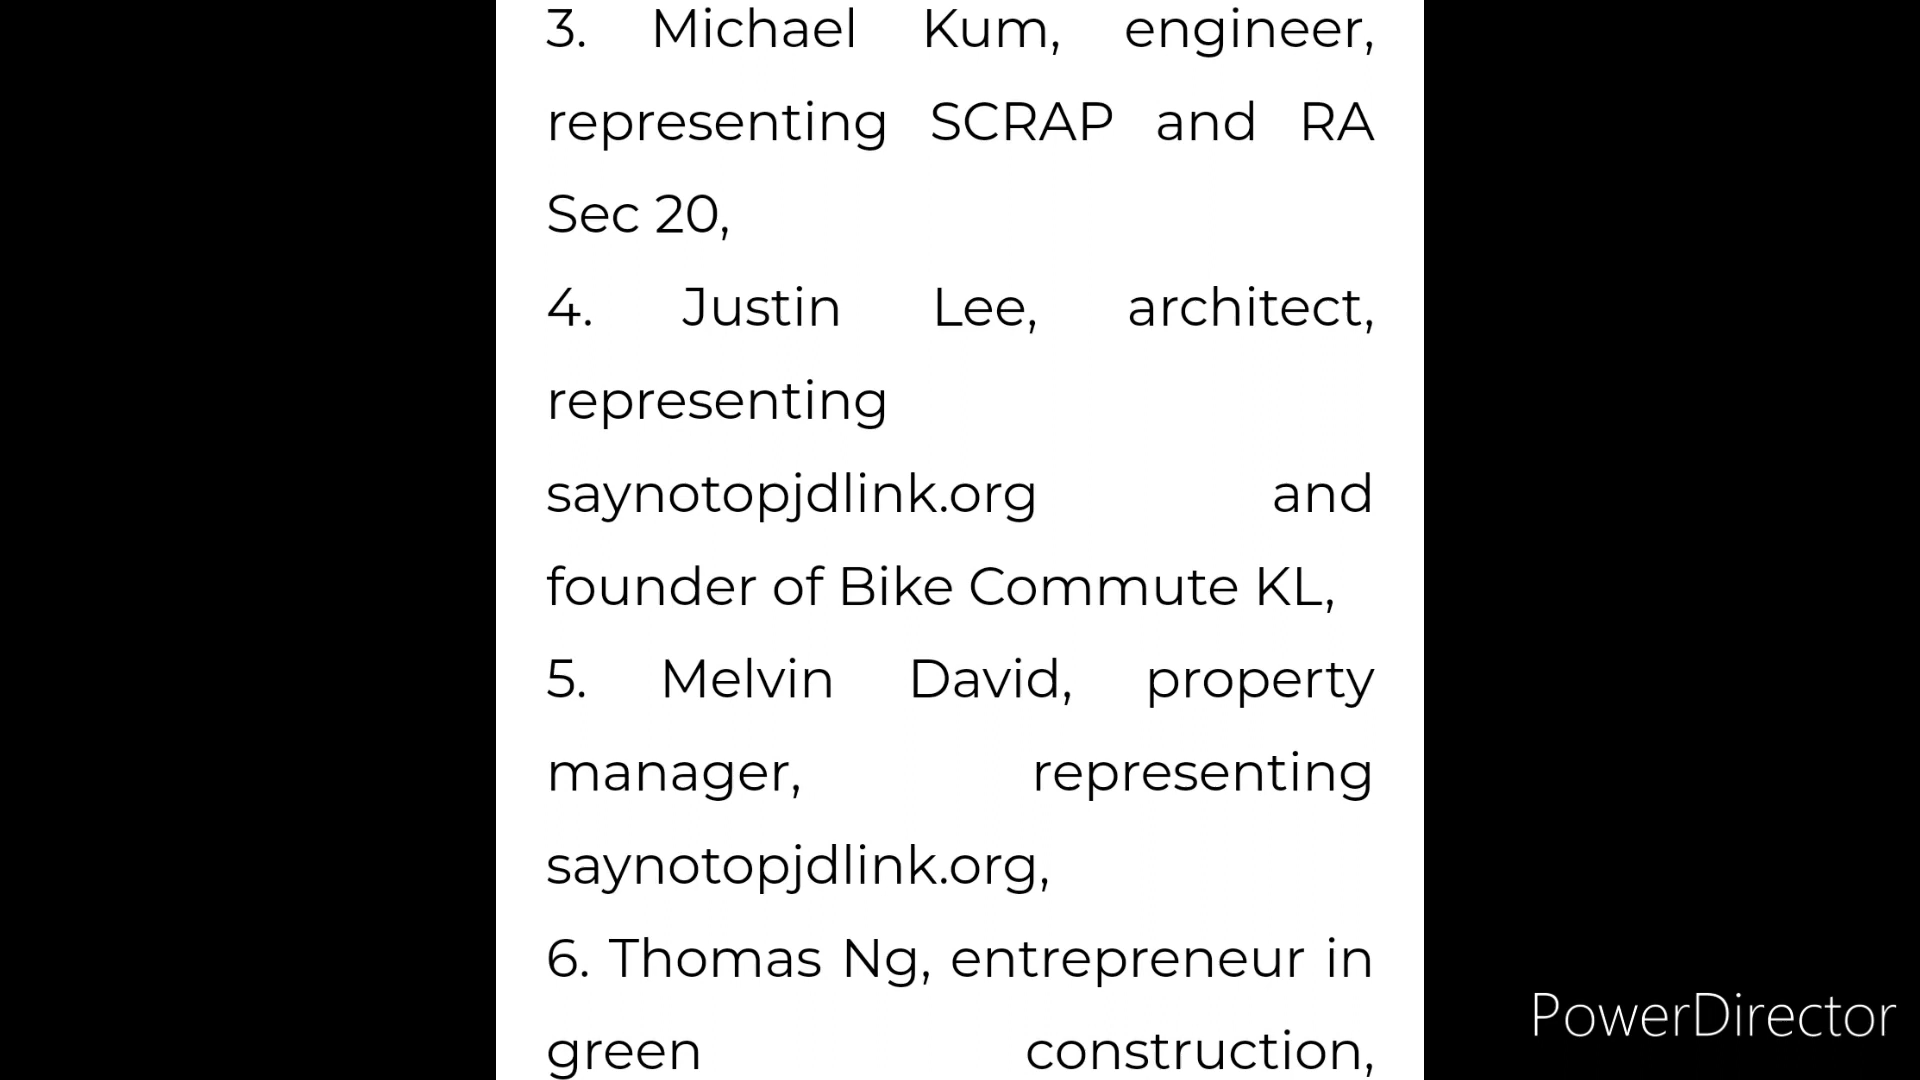 3. Michael Kum, engineer,
representing SCRAP and RA
Sec 20,
4. Justin Lee, architect,
representing
saynotopjdlink.org and
founder of Bike Commute KL,
5. Melvin David, property
manager, representing
saynotopjdlink.org,
6. Thomas Ng, entrepreneur in
green construction,
PowerDirector